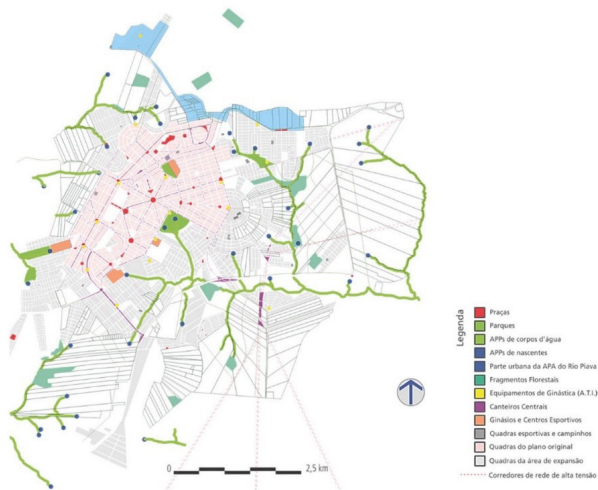 Legenda
Praças
Parques
APPs de corpos d'água
APPs de nascentes
Parte urbana da APA do Rio Piava
Fragmentos Florestais
Equipamentos de Ginástica (A.T.I.)
Canteiros Centrais
Ginásios e Centros Esportivos
Quadras esportivas e campinhos
Quadras do plano original
Quadras da área de expansão
Corredores de rede de alta tensão
0 2,5 km